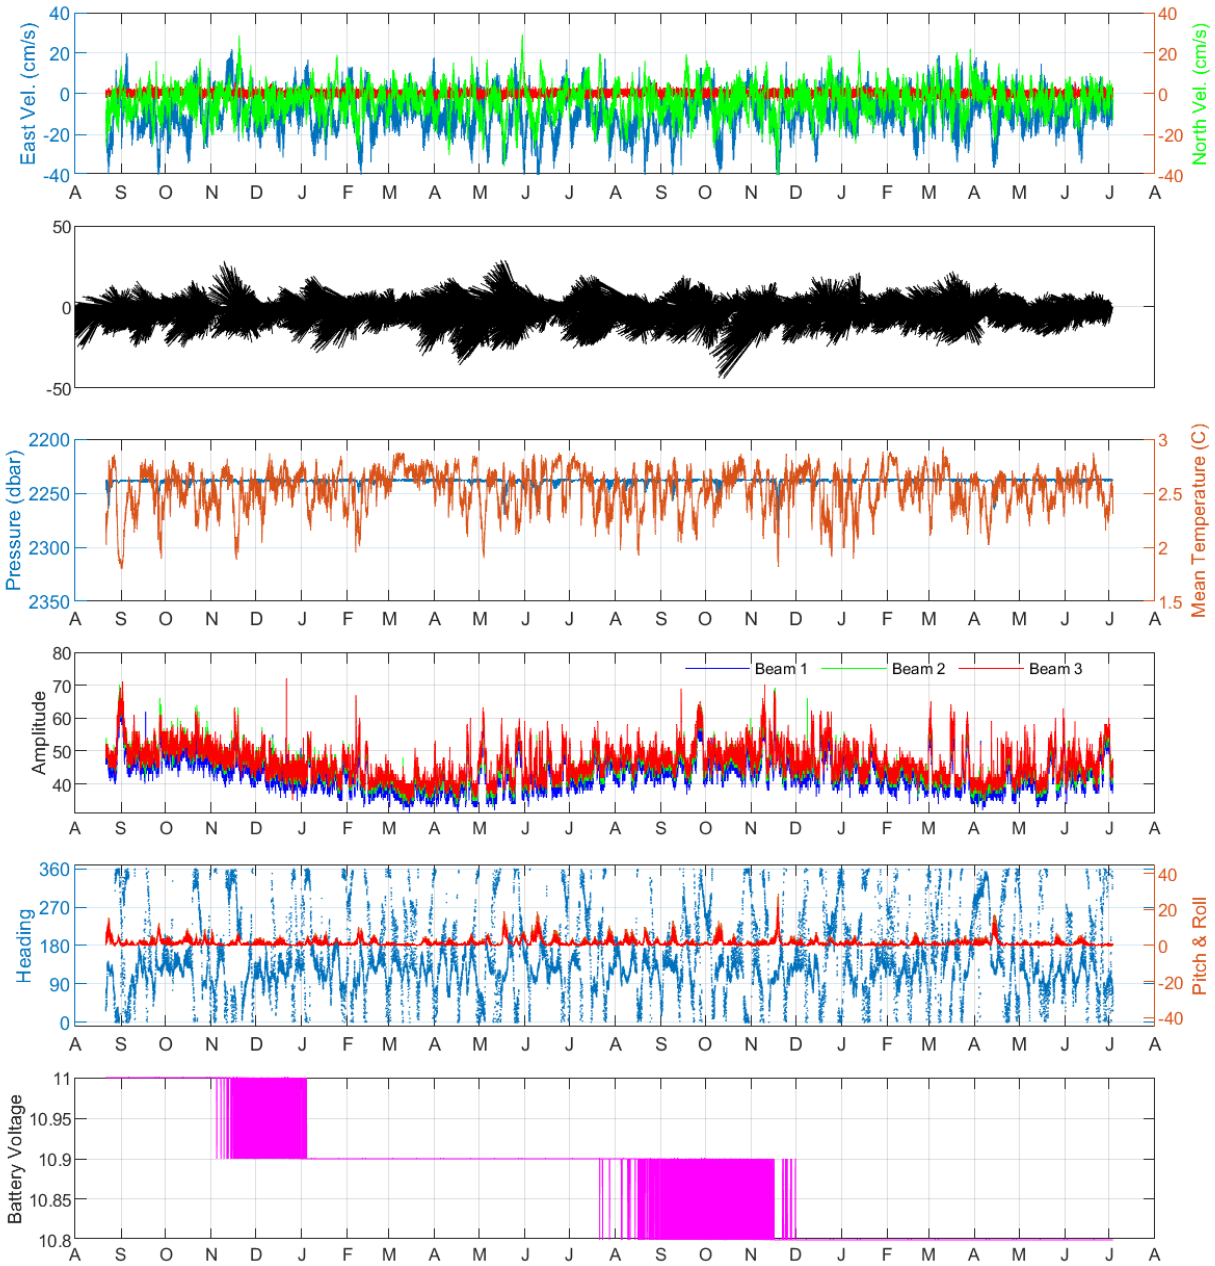 40
20
0
-20
-40
East Vel. (cm/s)
40
20
0
-20
-40
North Vel. (cm/s)
A S O N D J F M A M J J A S O N D J F M A M J J A
50
0
-50
2200
2250
2300
2350
Pressure (dbar)
3
2.5
2
1.5
Mean Temperature (C)
A S O N D J F M A M J J A S O N D J F M A M J J A
80
70
60
50
40
Amplitude
Beam 1 Beam 2 Beam 3
A S O N D J F M A M J J A S O N D J F M A M J J A
360
270
180
90
0
Heading
40
20
0
-20
-40
Pitch & Roll
A S O N D J F M A M J J A S O N D J F M A M J J A
11
10.95
10.9
10.85
10.8
Battery Voltage
A S O N D J F M A M J J A S O N D J F M A M J J A